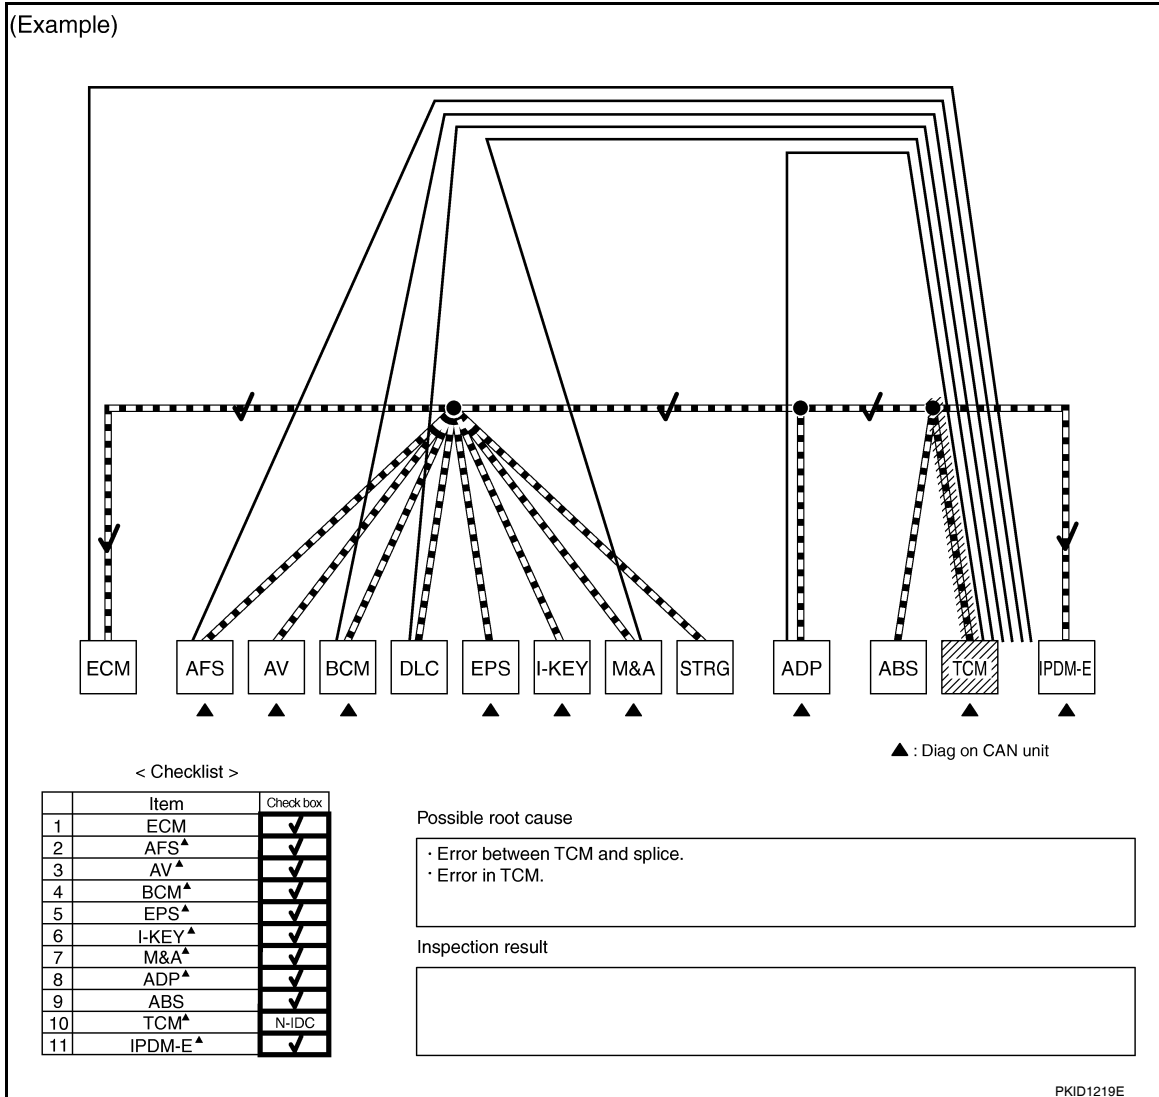 (Example)
ECM AFS AV BCM DLC EPS I-KEY M&A STRG ADP ABS TCM IPDM-E
▲ : Diag on CAN unit
< Checklist >
Item Check box
1 ECM ✓
2 AFS▲ ✓
3 AV▲ ✓
4 BCM▲ ✓
5 EPS▲ ✓
6 I-KEY▲ ✓
7 M&A▲ ✓
8 ADP▲ ✓
9 ABS ✓
10 TCM▲ N-IDC
11 IPDM-E▲ ✓
Possible root cause
· Error between TCM and splice.
· Error in TCM.
Inspection result
PKID1219E